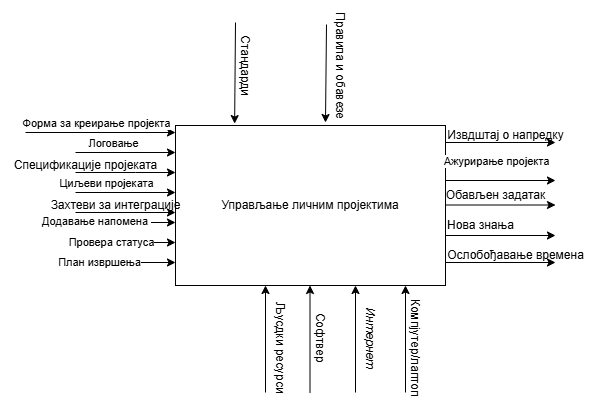 Стандарди
Правила и обавезе
Форма за креирање пројекта
Логовање
Спецификације пројеката
Циљеви пројеката
Захтеви за интеграције
Додавање напомена
Провера статуса
План извршења
Управљање личним пројектима
Извдштај о напредку
Ажурирање пројекта
Обављен задатак
Нова знања
Ослобођавање времена
Љусдки ресурси
Софтвер
Интернет
Компјутер/лаптоп